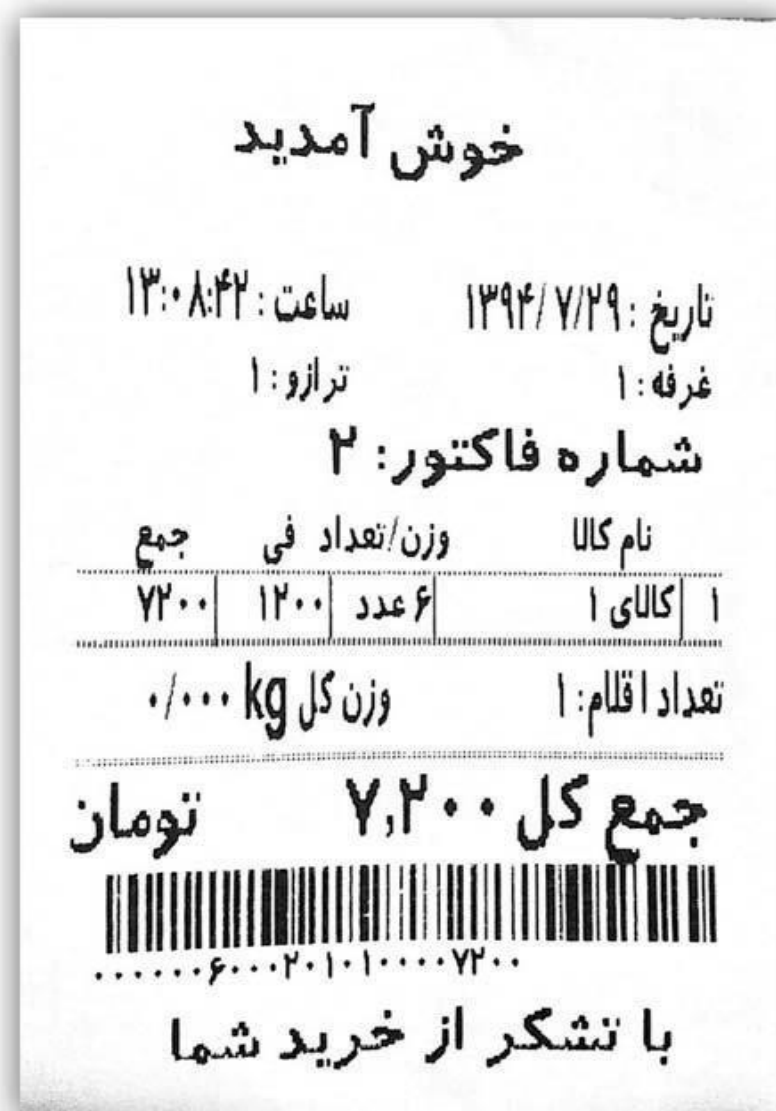 خوش آمدید
تاریخ : ۱۳۹۴/۷/۲۹ ساعت : ۱۳:۰۸:۴۲
غرفه : ۱ ترازو : ۱
شماره فاکتور: ۲
نام کالا وزن/تعداد فی جمع
۱ کالای ۱ ۶ عدد ۱۲۰۰ ۷۲۰۰
تعداد اقلام: ۱ وزن کل kg ۰/۰۰۰
جمع کل ۷,۲۰۰ تومان
۰۰۰۰۰۰۶۰۰۰۲۰۱۰۱۰۰۰۰۷۲۰۰
با تشکر از خرید شما